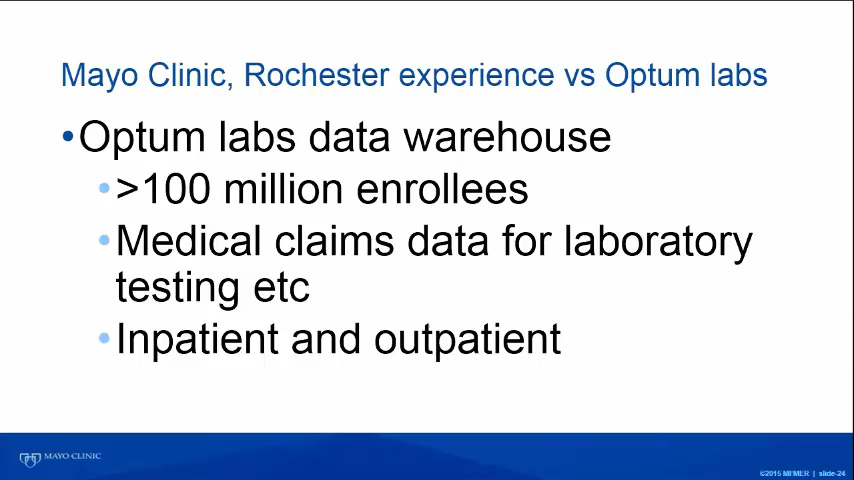 Mayo Clinic, Rochester experience vs Optum labs
•Optum labs data warehouse
•>100 million enrollees
•Medical claims data for laboratory
testing etc
•Inpatient and outpatient
MAYO CLINIC
©2015 MFMER | slide-24